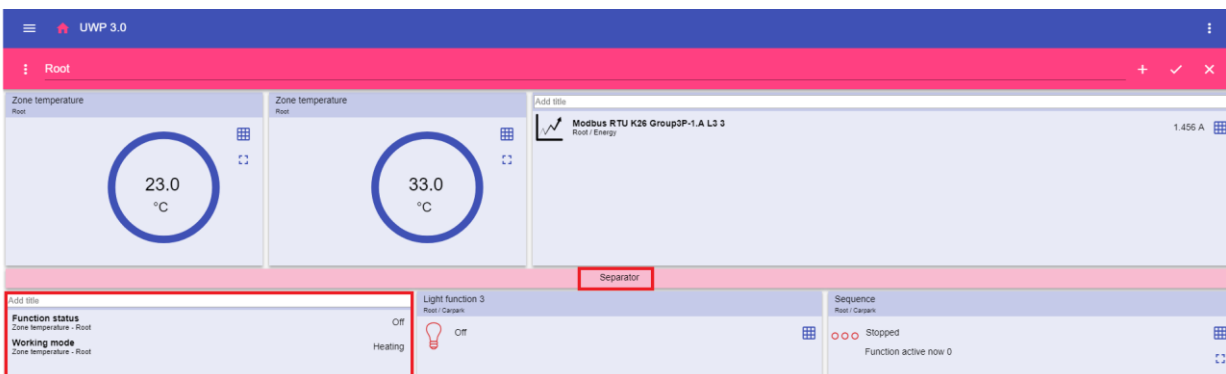 UWP 3.0
Root
Zone temperature
Root
23.0
°C
Zone temperature
Root
33.0
°C
Add title
Modbus RTU K26 Group3P-1.A L3 3
Root / Energy
1.456 A
Separator
Add title
Function status
Zone temperature - Root
Off
Working mode
Zone temperature - Root
Heating
Light function 3
Root / Carpark
Off
Sequence
Root / Carpark
Stopped
Function active now 0